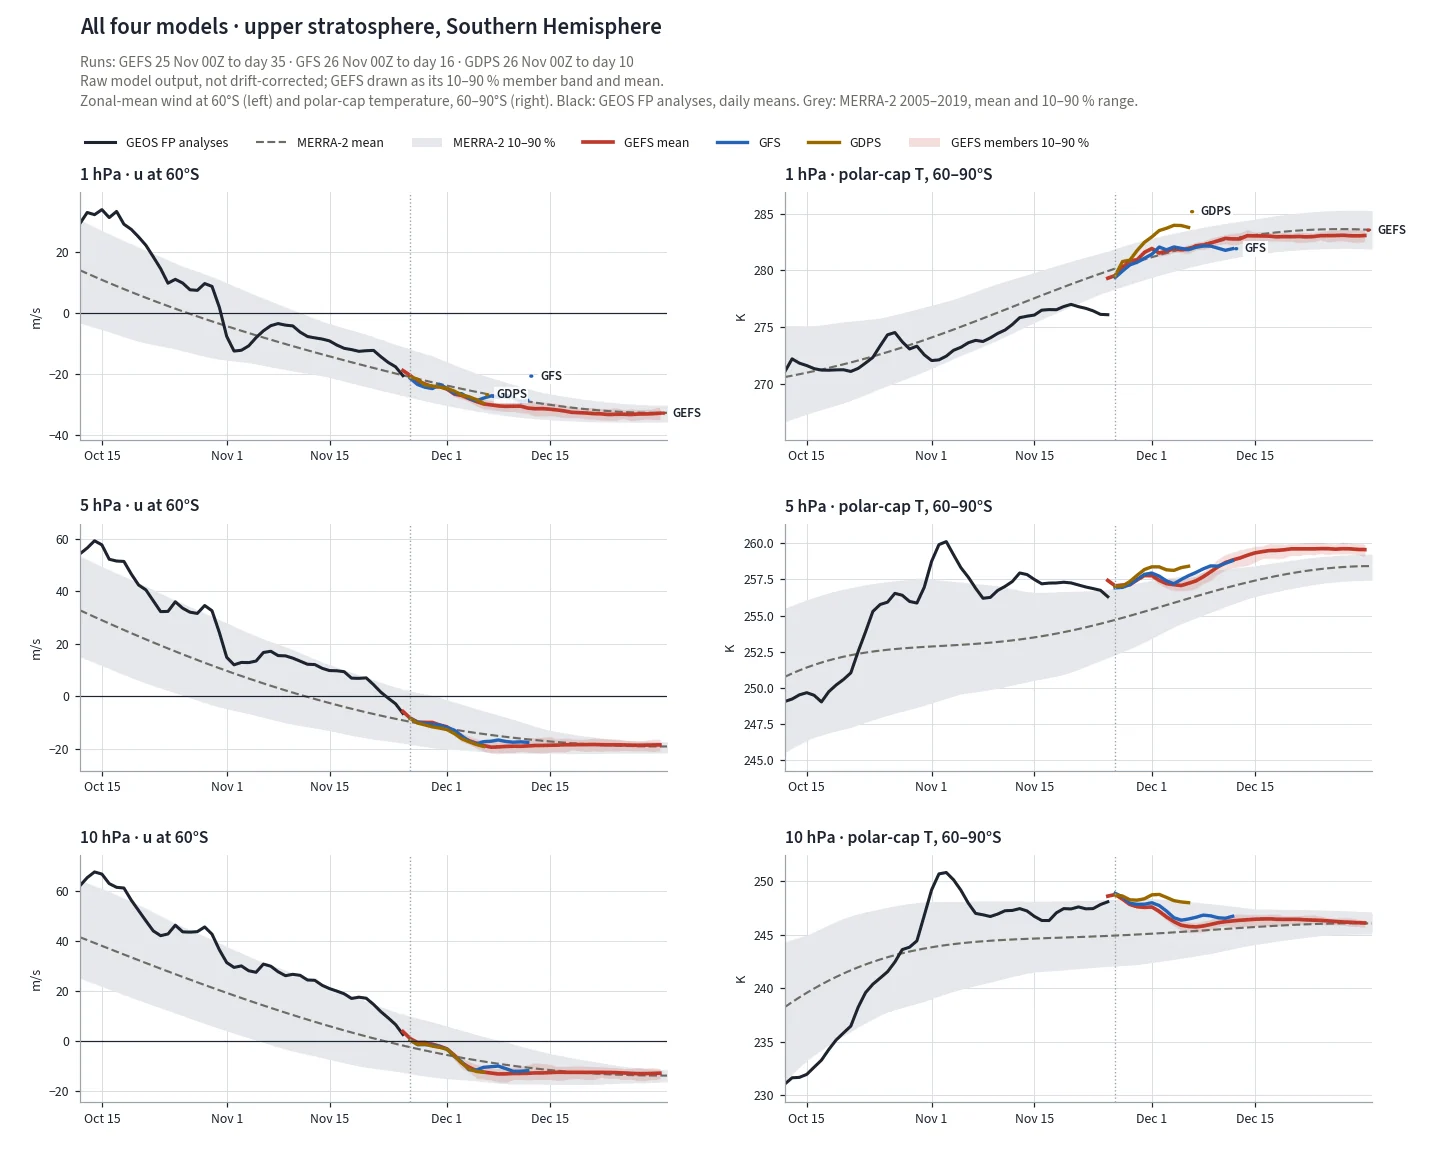 All four models · upper stratosphere, Southern Hemisphere
Runs: GEFS 25 Nov 00Z to day 35 · GFS 26 Nov 00Z to day 16 · GDPS 26 Nov 00Z to day 10
Raw model output, not drift-corrected; GEFS drawn as its 10–90 % member band and mean.
Zonal-mean wind at 60°S (left) and polar-cap temperature, 60–90°S (right). Black: GEOS FP analyses, daily means. Grey: MERRA-2 2005–2019, mean and 10–90 % range.
GEOS FP analyses MERRA-2 mean MERRA-2 10–90 % GEFS mean GFS GDPS GEFS members 10–90 %
1 hPa · u at 60°S
20
0
−20
−40
m/s
GFS
GDPS
GEFS
Oct 15 Nov 1 Nov 15 Dec 1 Dec 15
1 hPa · polar-cap T, 60–90°S
285
280
275
270
K
GDPS
GEFS
GFS
Oct 15 Nov 1 Nov 15 Dec 1 Dec 15
5 hPa · u at 60°S
60
40
20
0
−20
m/s
Oct 15 Nov 1 Nov 15 Dec 1 Dec 15
5 hPa · polar-cap T, 60–90°S
260.0
257.5
255.0
252.5
250.0
247.5
245.0
K
Oct 15 Nov 1 Nov 15 Dec 1 Dec 15
10 hPa · u at 60°S
60
40
20
0
−20
m/s
Oct 15 Nov 1 Nov 15 Dec 1 Dec 15
10 hPa · polar-cap T, 60–90°S
250
245
240
235
230
K
Oct 15 Nov 1 Nov 15 Dec 1 Dec 15